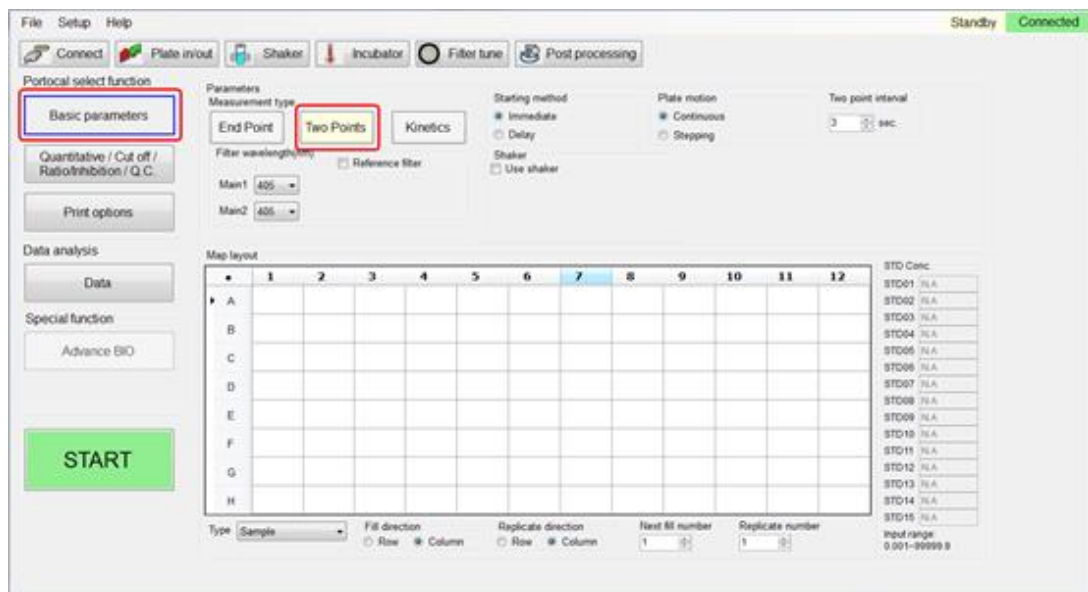 File Setup Help Standby Connected
Connect Plate in/out Shaker Incubator Filter tune Post processing
Portocal select function
Basic parameters
Quantitative / Cut off /
Ratio/Inhibition / Q.C.
Print options
Data analysis
Data
Special function
Advance BIO
START
Parameters
Measurement type
End Point Two Points Kinetics
Filter wavelength(nm)
Reference filter
Main1 405
Main2 405
Starting method
Immediate
Delay
Shaker
Use shaker
Plate motion
Continuous
Stepping
Two point interval
3 sec.
Map layout
1 2 3 4 5 6 7 8 9 10 11 12
A
B
C
D
E
F
G
H
STD Conc.
STD01 N.A
STD02 N.A
STD03 N.A
STD04 N.A
STD05 N.A
STD06 N.A
STD07 N.A
STD08 N.A
STD09 N.A
STD10 N.A
STD11 N.A
STD12 N.A
STD13 N.A
STD14 N.A
STD15 N.A
Input range:
0.001~99999.9
Type Sample
Fill direction
Row Column
Replicate direction
Row Column
Next fill number
1
Replicate number
1